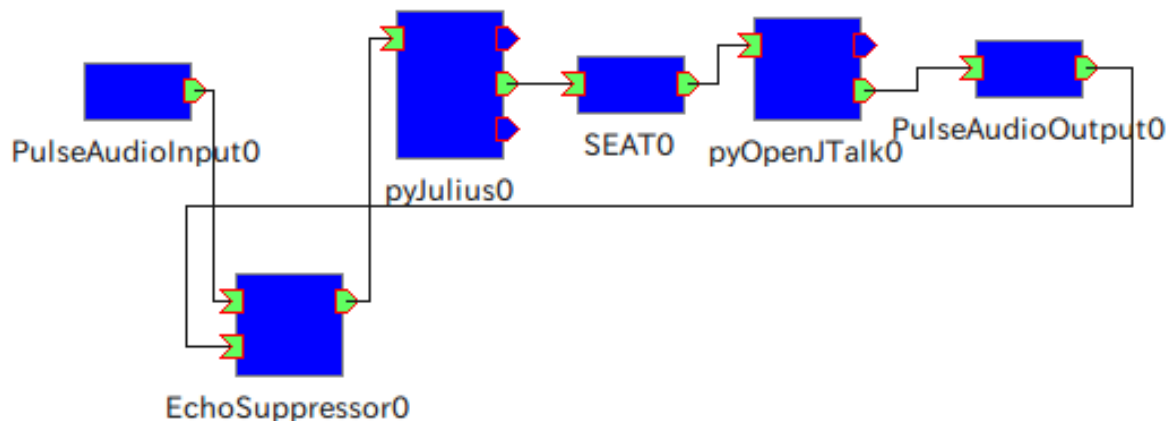 PulseAudioInput0
pyJulius0
SEAT0
pyOpenJTalk0
PulseAudioOutput0
EchoSuppressor0